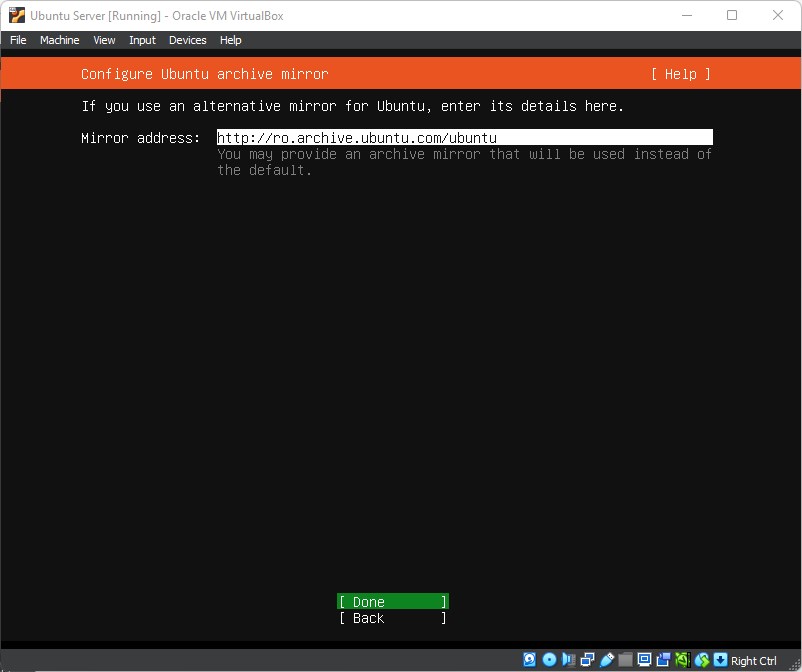 Ubuntu Server [Running] - Oracle VM VirtualBox
File Machine View Input Devices Help
Configure Ubuntu archive mirror [ Help ]
If you use an alternative mirror for Ubuntu, enter its details here.
Mirror address: http://ro.archive.ubuntu.com/ubuntu
You may provide an archive mirror that will be used instead of
the default.
[ Done ]
[ Back ]
Right Ctrl